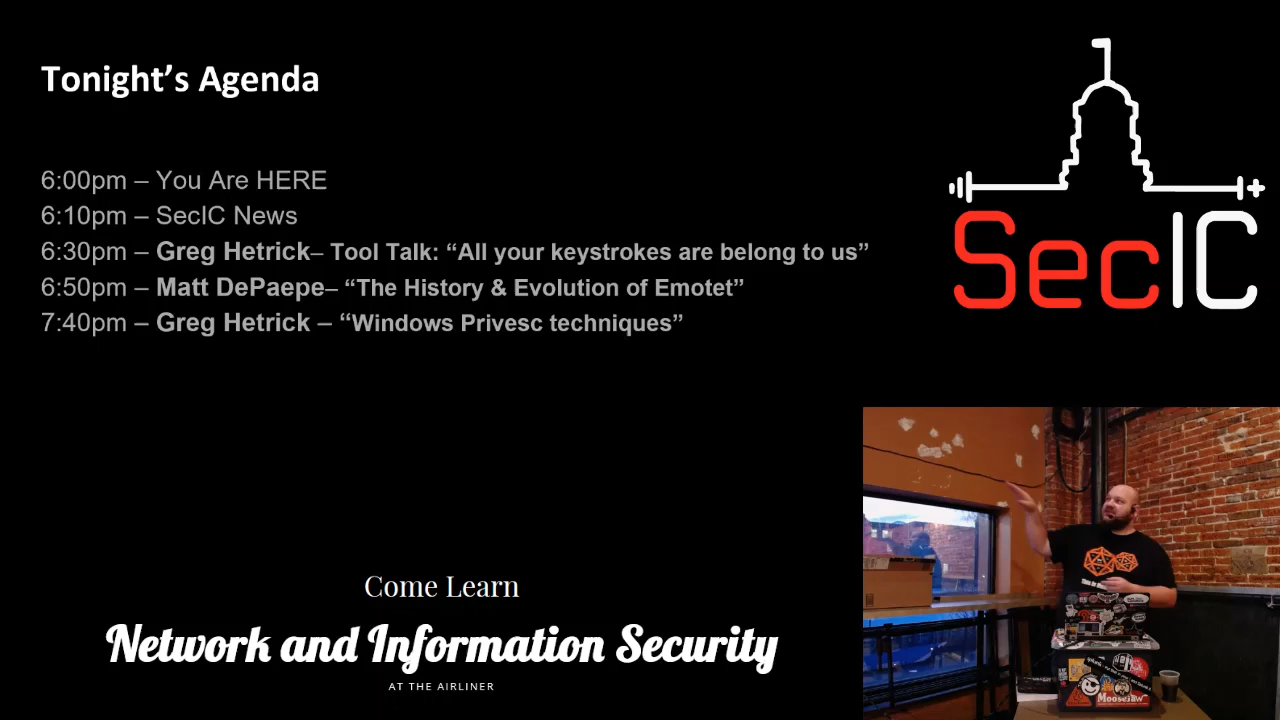 Tonight’s Agenda
6:00pm – You Are HERE
6:10pm – SecIC News
6:30pm – Greg Hetrick– Tool Talk: “All your keystrokes are belong to us”
6:50pm – Matt DePaepe– “The History & Evolution of Emotet”
7:40pm – Greg Hetrick – “Windows Privesc techniques”
SecIC
Come Learn
Network and Information Security
AT THE AIRLINER
MooseJaw